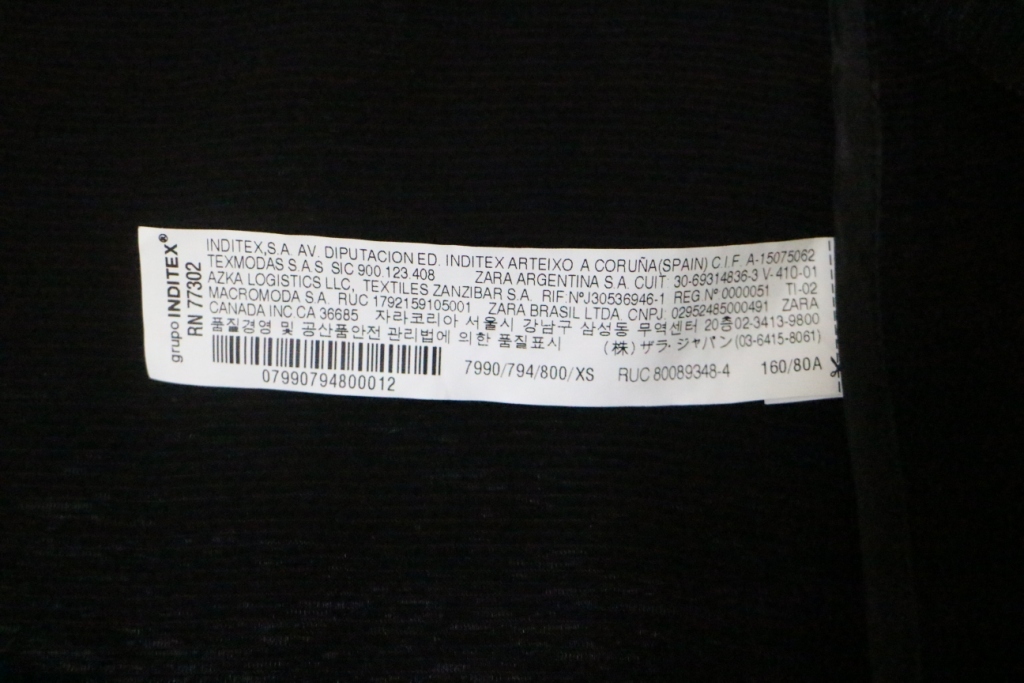 grupo INDITEX®
RN 77302
INDITEX,S.A. AV. DIPUTACION ED. INDITEX ARTEIXO A CORUÑA(SPAIN) C.I.F. A-15075062
TEXMODAS S.A.S SIC 900 123 408 ZARA ARGENTINA S.A. CUIT: 30-69314836-3 V-410-01
AZKA LOGISTICS LLC, TEXTILES ZANZIBAR S.A. RIF.NºJ30536946-1 REG Nº 0000051 TI-02
MACROMODA S.A. RUC 1792159105001 ZARA BRASIL LTDA. CNPJ: 02952485000491 ZARA
CANADA INC.CA 36685 자라코리아 서울시 강남구 삼성동 무역센터 20층02-3413-9800
품질경영 및 공산품안전 관리법에 의한 품질표시 (株) ザラ・ジャパン(03-6415-8061)
07990794800012 7990/794/800/XS RUC 80089348-4 160/80A